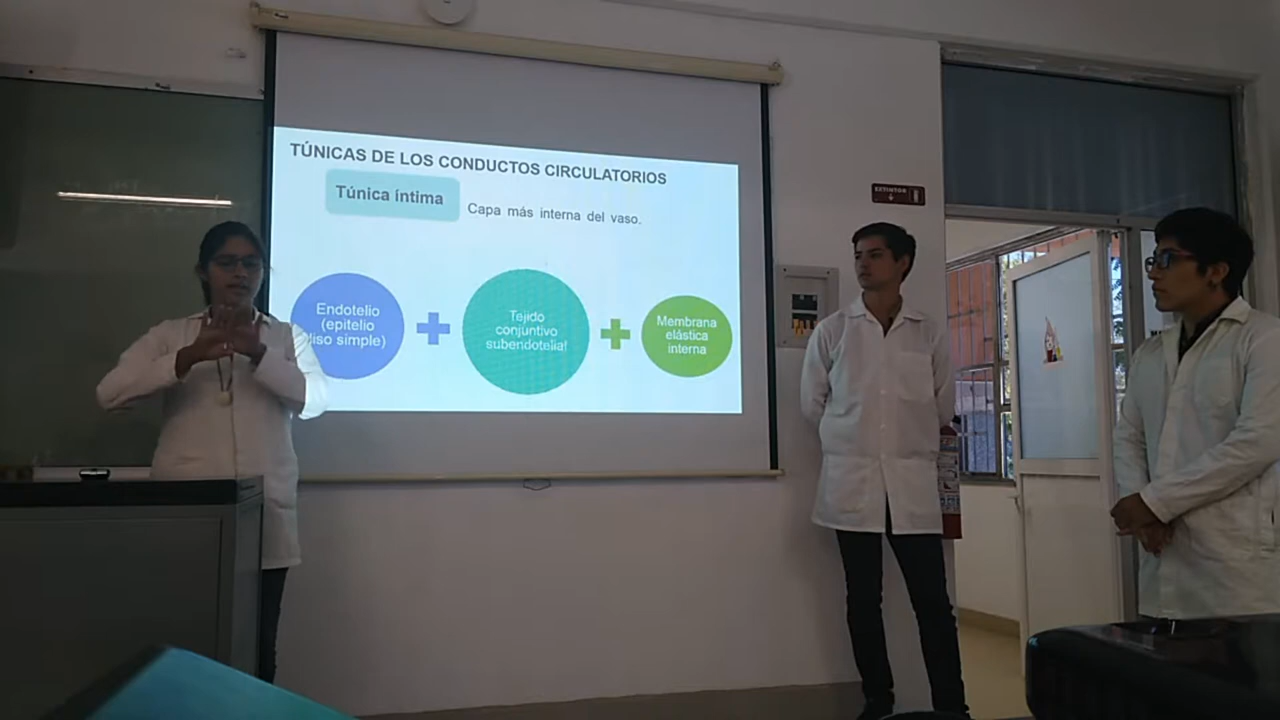 TÚNICAS DE LOS CONDUCTOS CIRCULATORIOS
Túnica íntima
Capa más interna del vaso.
Endotelio
(epitelio
liso simple)
Tejido
conjuntivo
subendotelial
Membrana
elástica
interna
EXTINTOR